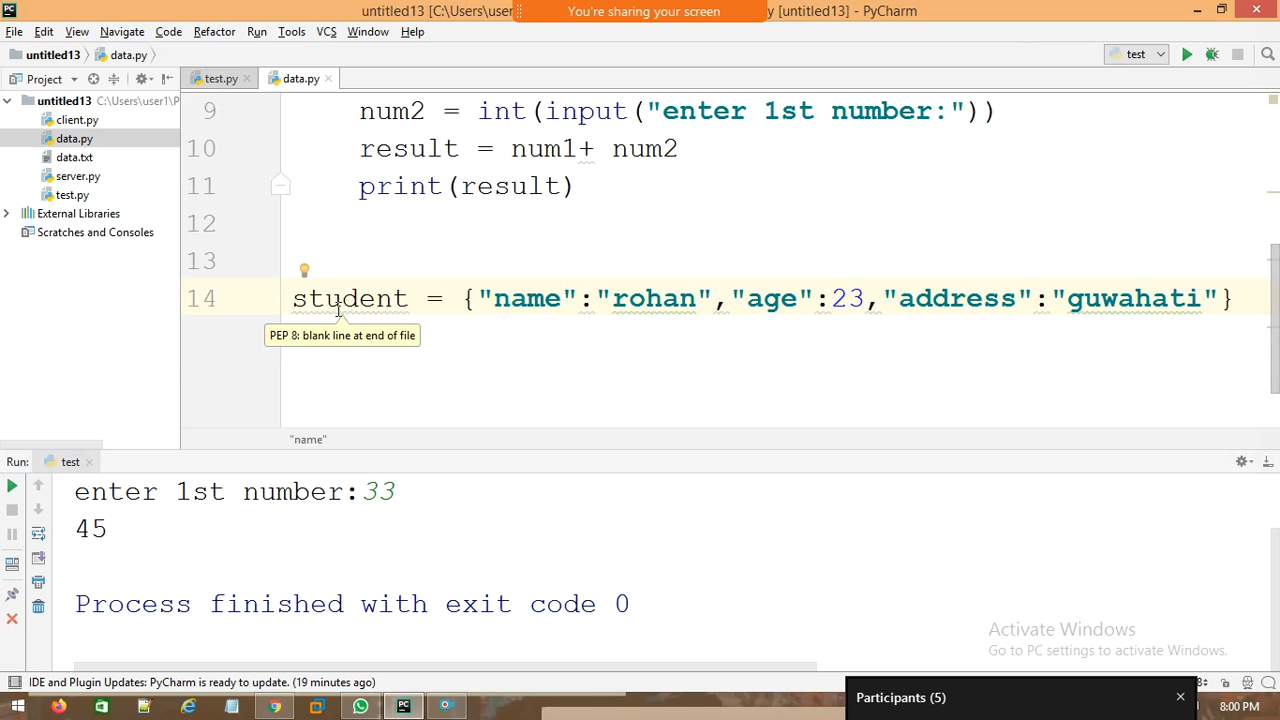 untitled13 [C:\Users\user
You're sharing your screen
y [untitled13] - PyCharm
File Edit View Navigate Code Refactor Run Tools VCS Window Help
untitled13 data.py
test
Project
test.py data.py
untitled13 C:\Users\user1\P
client.py
data.py
data.txt
server.py
test.py
External Libraries
Scratches and Consoles
9 num2 = int(input("enter 1st number:"))
10 result = num1+ num2
11 print(result)
12
13
14 student = {"name":"rohan","age":23,"address":"guwahati"}
PEP 8: blank line at end of file
"name"
Run: test
enter 1st number:33
45
Process finished with exit code 0
Activate Windows
Go to PC settings to activate Windows.
IDE and Plugin Updates: PyCharm is ready to update. (19 minutes ago)
Participants (5)
8:00 PM